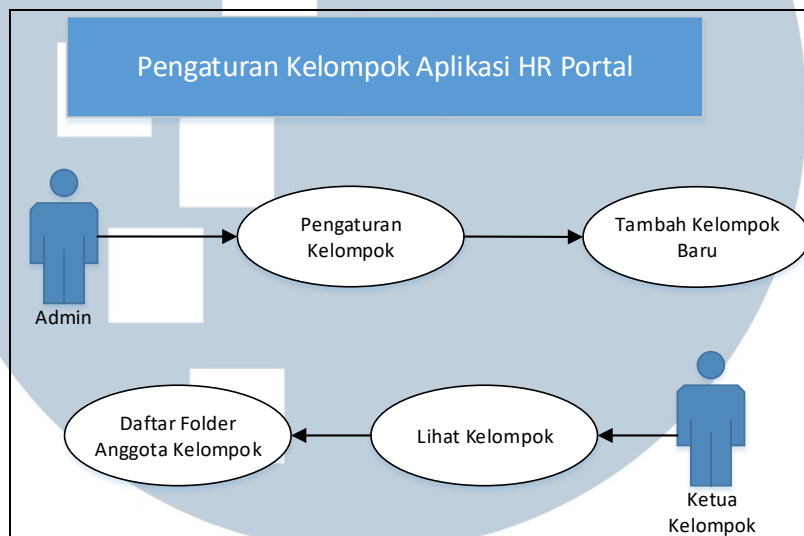 Pengaturan Kelompok Aplikasi HR Portal
Pengaturan
Kelompok
Tambah Kelompok
Baru
Admin
Daftar Folder
Anggota Kelompok
Lihat Kelompok
Ketua
Kelompok